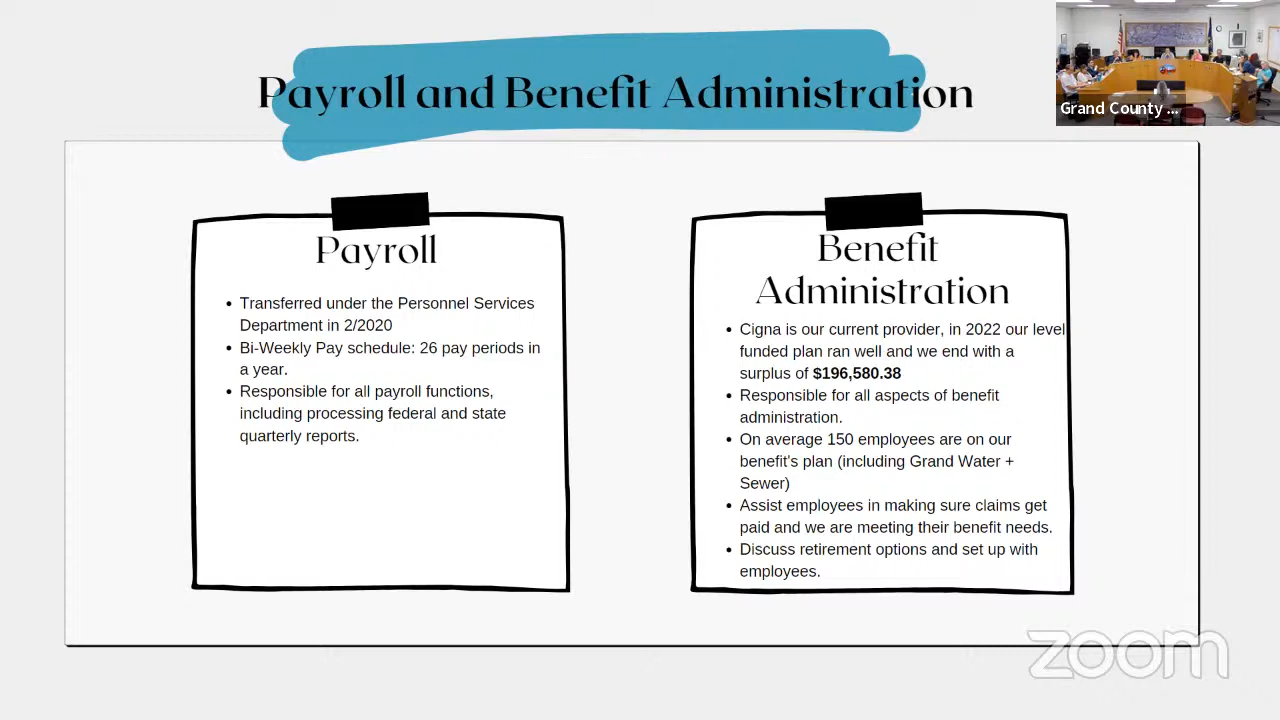 Payroll and Benefit Administration
Grand County ...
Payroll
Transferred under the Personnel Services
Department in 2/2020
Bi-Weekly Pay schedule: 26 pay periods in
a year.
Responsible for all payroll functions,
including processing federal and state
quarterly reports.
Benefit
Administration
Cigna is our current provider, in 2022 our level
funded plan ran well and we end with a
surplus of $196,580.38
Responsible for all aspects of benefit
administration.
On average 150 employees are on our
benefit's plan (including Grand Water +
Sewer)
Assist employees in making sure claims get
paid and we are meeting their benefit needs.
Discuss retirement options and set up with
employees.
zoom